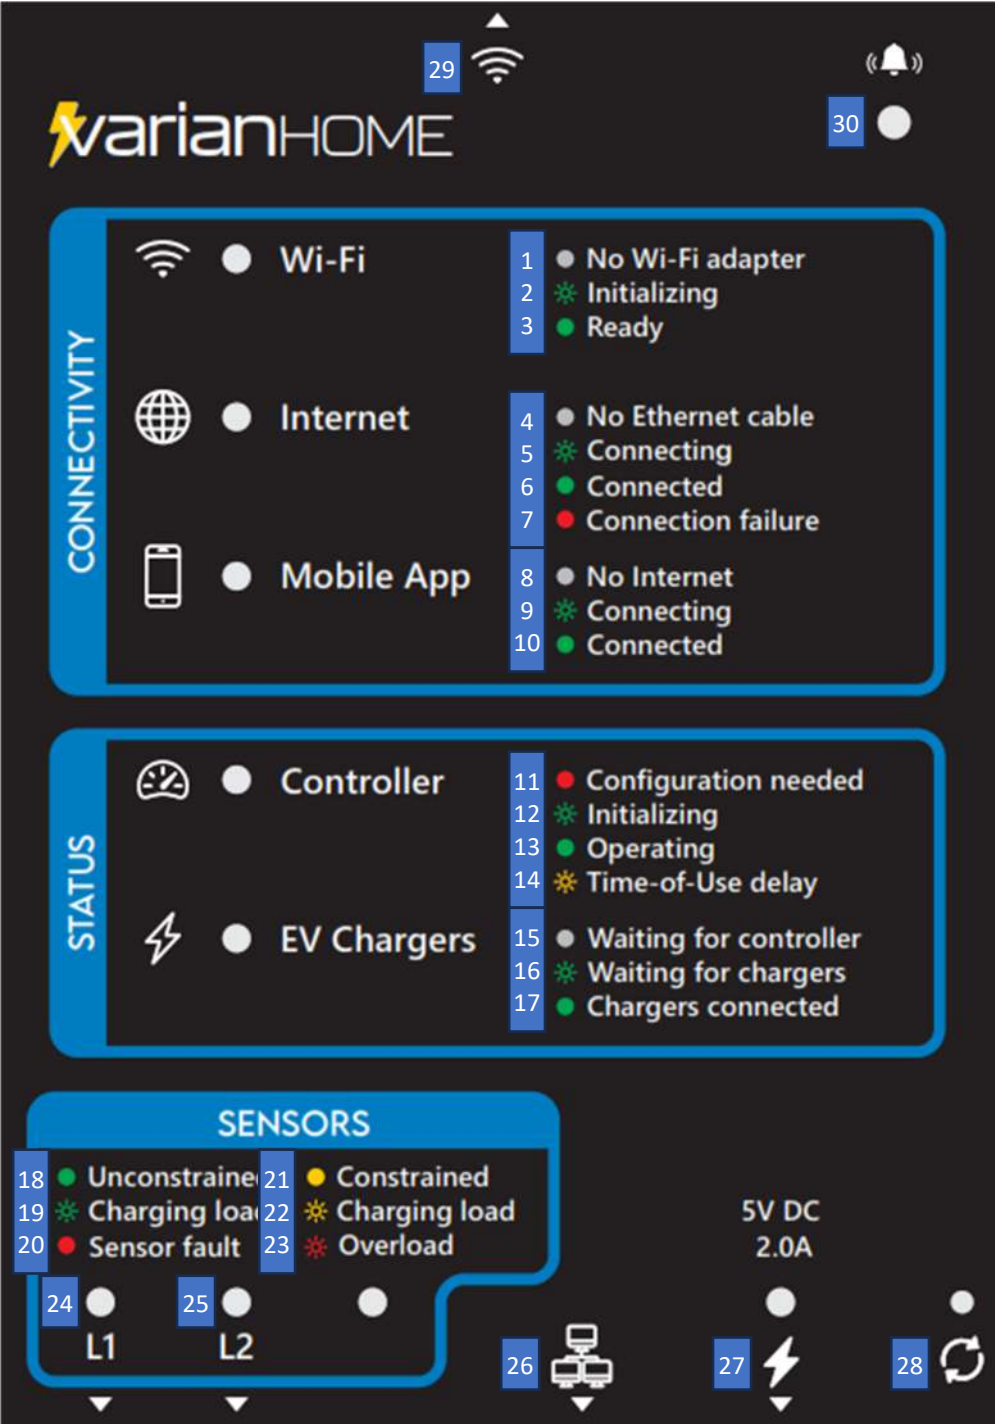 29
varianHOME
30
CONNECTIVITY
Wi-Fi
1 No Wi-Fi adapter
2 Initializing
3 Ready
Internet
4 No Ethernet cable
5 Connecting
6 Connected
7 Connection failure
Mobile App
8 No Internet
9 Connecting
10 Connected
STATUS
Controller
11 Configuration needed
12 Initializing
13 Operating
14 Time-of-Use delay
EV Chargers
15 Waiting for controller
16 Waiting for chargers
17 Chargers connected
SENSORS
18 Unconstraine 21 Constrained
19 Charging loa 22 Charging load
20 Sensor fault 23 Overload
5V DC
2.0A
24 25
L1 L2
26 27 28